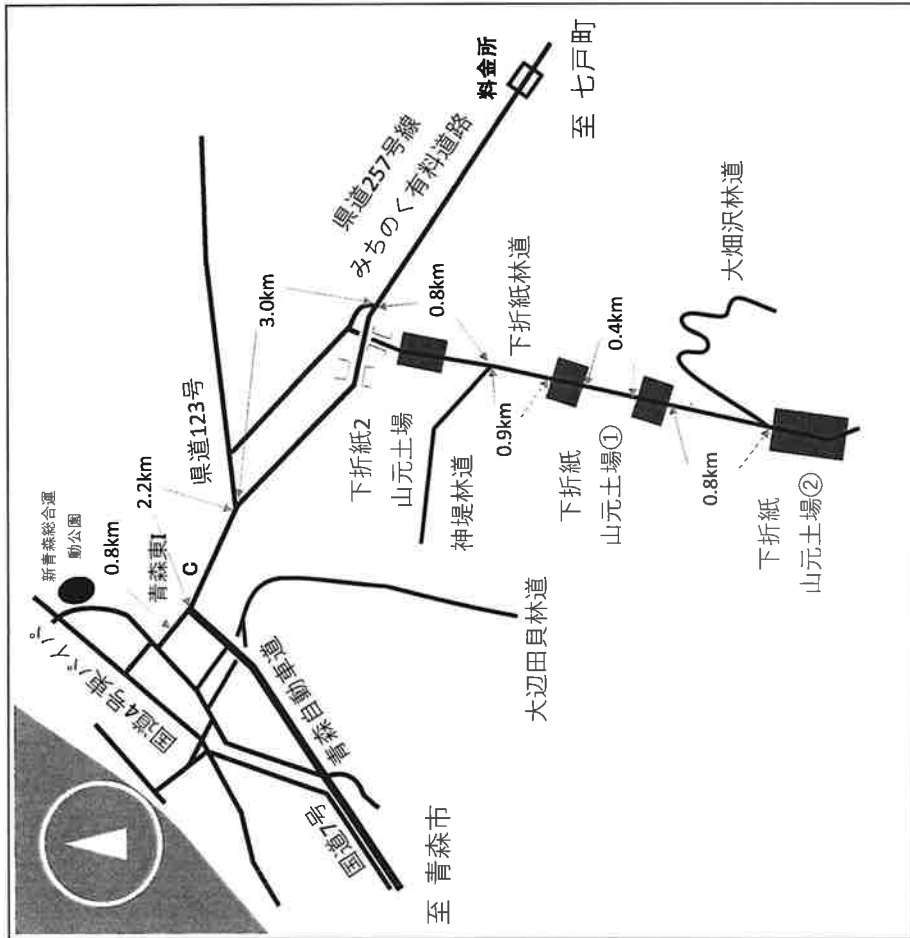 新青森総合運
動公園
0.8km
青森東I
C
2.2km
国道4号東バイパ
県道123号
3.0km
県道257号線
みちのく有料道路
料金所
至 七戸町
青森自動車道
国道7号
至 青森市
大辺田貝林道
下折紙2
山元土場
0.8km
下折紙林道
神堤林道
0.9km
下折紙
山元土場①
0.4km
大畑沢林道
0.8km
下折紙
山元土場②